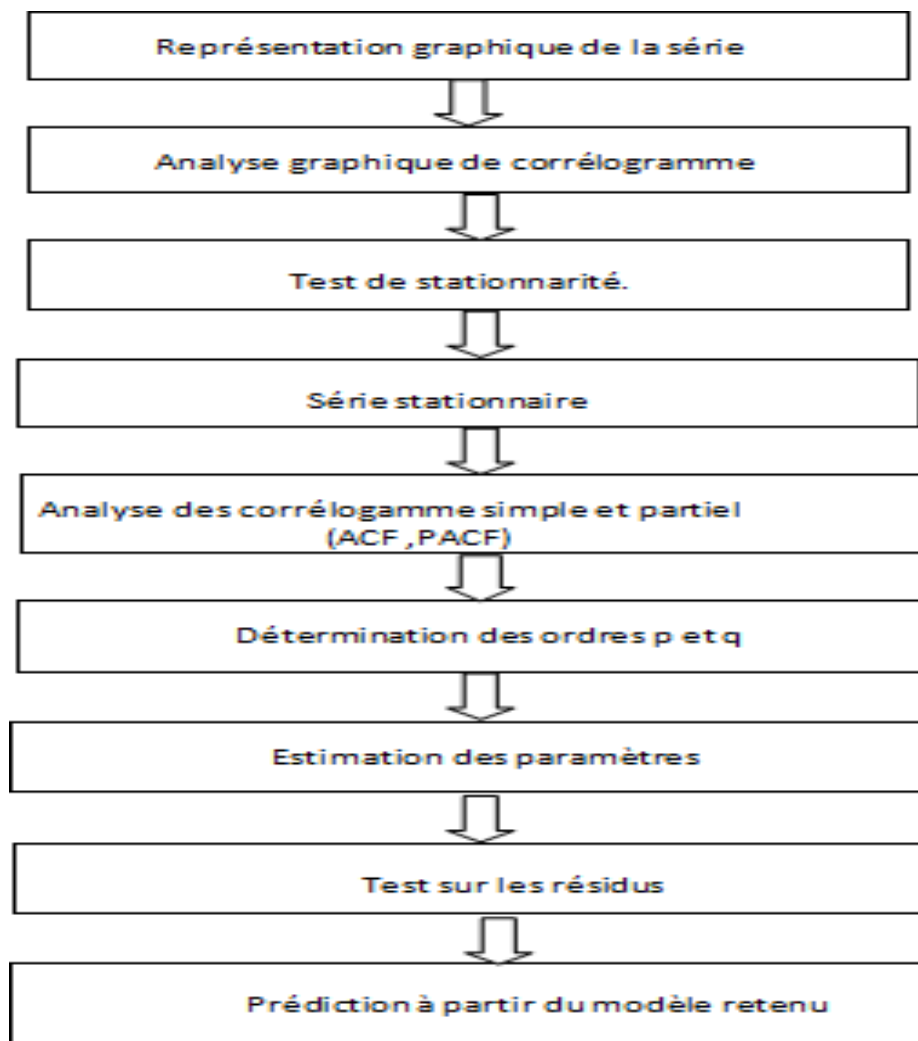 Représentation graphique de la série
Analyse graphique de corrélogramme
Test de stationnarité.
Série stationnaire
Analyse des corrélogamme simple et partiel
(ACF ,PACF)
Détermination des ordres p et q
Estimation des paramètres
Test sur les résidus
Prédiction à partir du modèle retenu